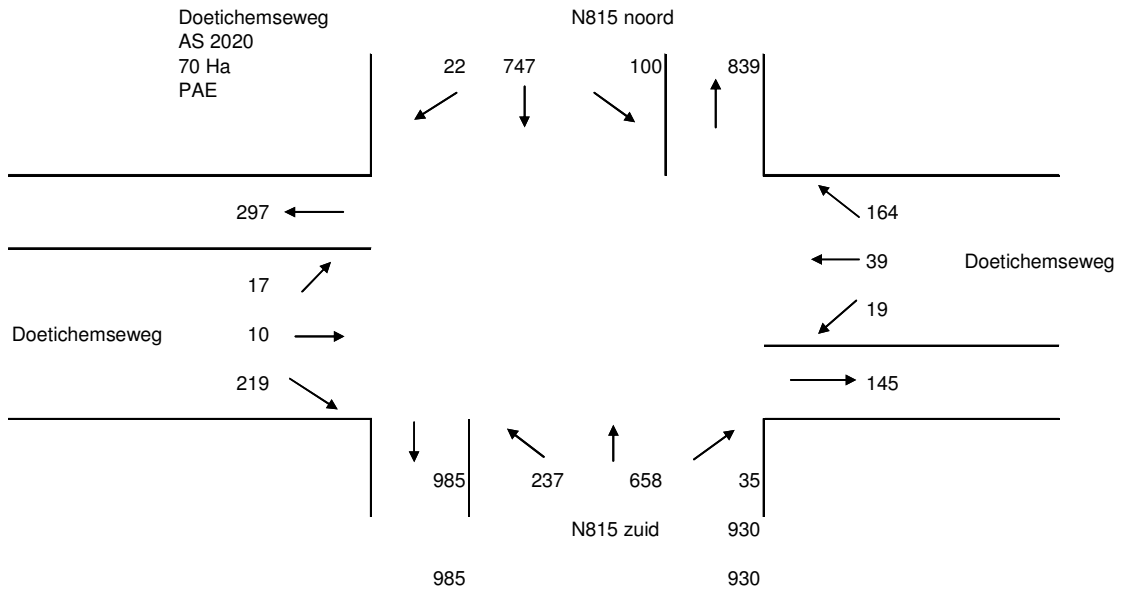 Doetichemseweg N815 noord
AS 2020
70 Ha 22 747 100 839
PAE
297 164
17 39 Doetichemseweg
Doetichemseweg 10 19
219 145
985 237 658 35
N815 zuid 930
985 930